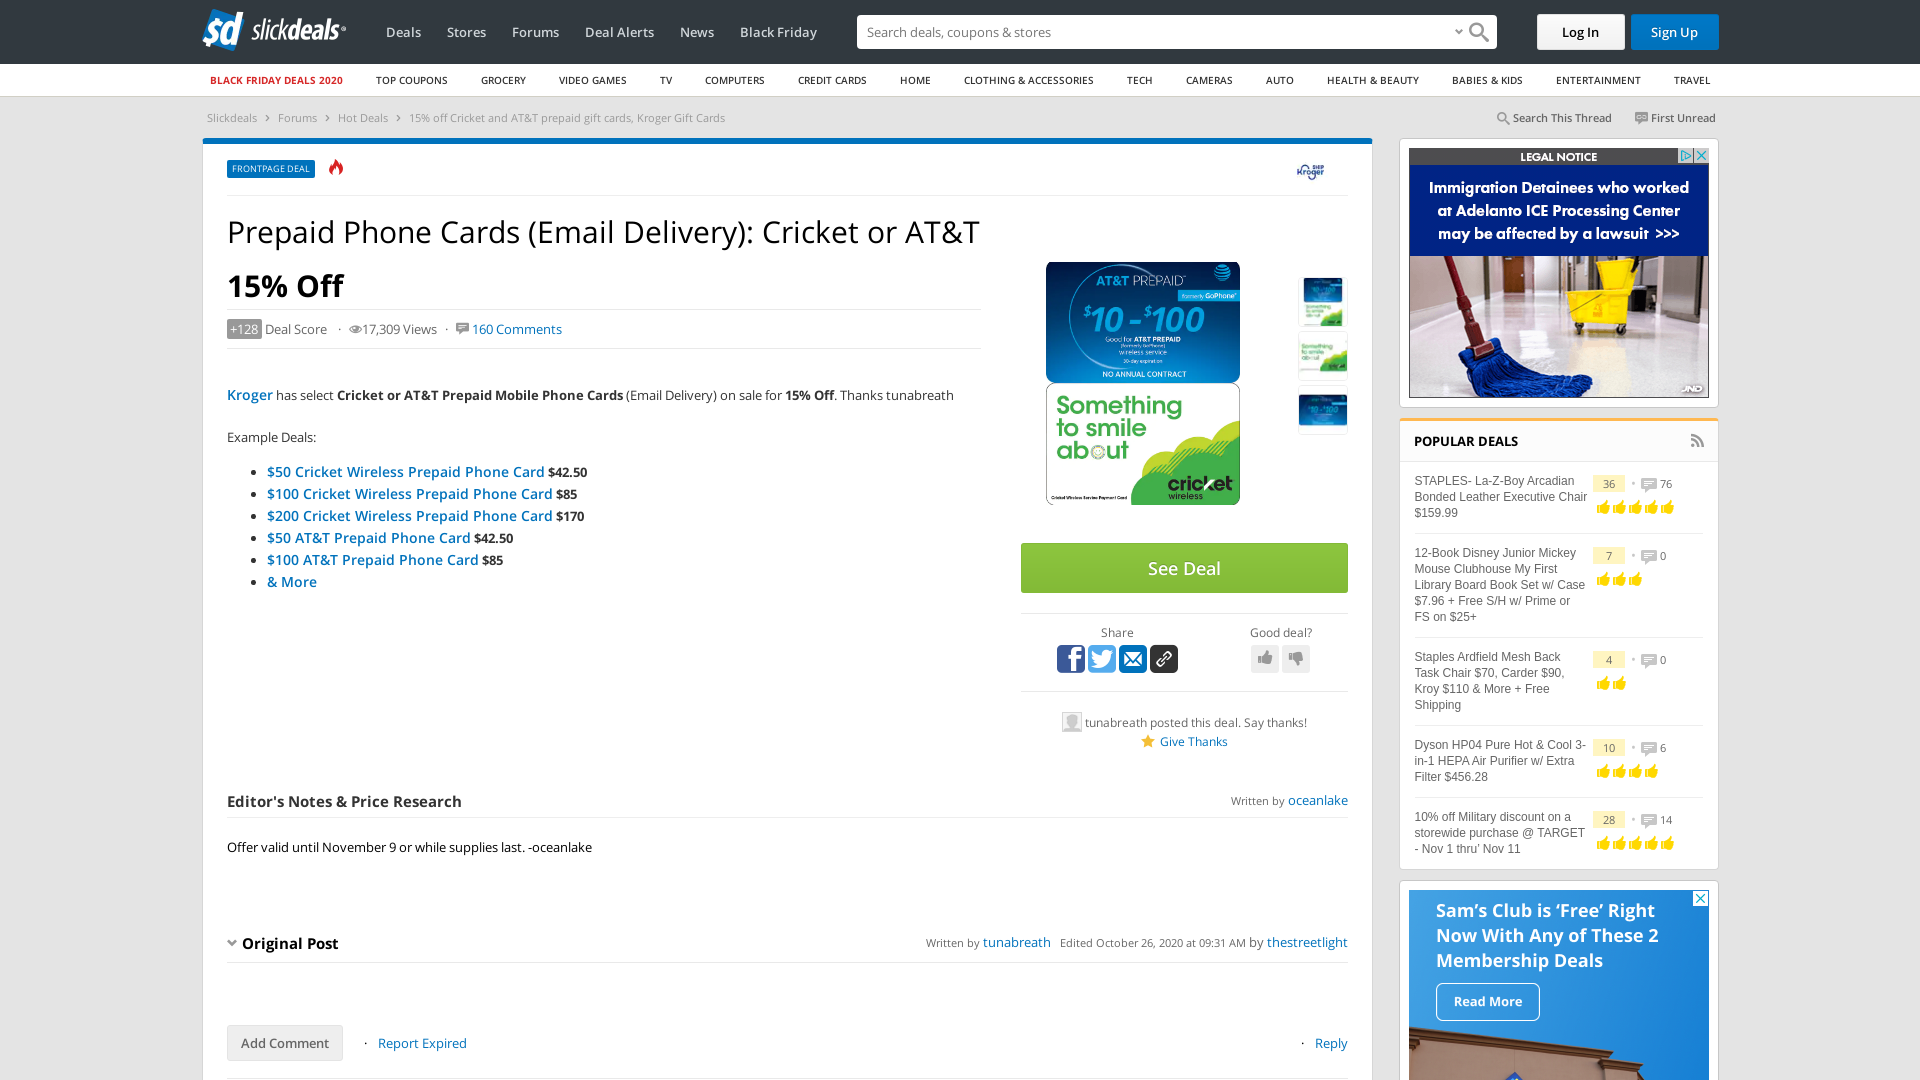 slickdeals
Deals
Stores
Forums
Deal Alerts
News
Black Friday
Search deals, coupons & stores
Log In
Sign Up
BLACK FRIDAY DEALS 2020
TOP COUPONS
GROCERY
VIDEO GAMES
TV
COMPUTERS
CREDIT CARDS
HOME
CLOTHING & ACCESSORIES
TECH
CAMERAS
AUTO
HEALTH & BEAUTY
BABIES & KIDS
ENTERTAINMENT
TRAVEL
Slickdeals > Forums > Hot Deals > 15% off Cricket and AT&T prepaid gift cards, Kroger Gift Cards
Search This Thread
First Unread
FRONTPAGE DEAL
Kroger SHIP
Prepaid Phone Cards (Email Delivery): Cricket or AT&T
15% Off
+128 Deal Score · 17,309 Views · 160 Comments
Kroger has select Cricket or AT&T Prepaid Mobile Phone Cards (Email Delivery) on sale for 15% Off. Thanks tunabreath
Example Deals:
• $50 Cricket Wireless Prepaid Phone Card $42.50
• $100 Cricket Wireless Prepaid Phone Card $85
• $200 Cricket Wireless Prepaid Phone Card $170
• $50 AT&T Prepaid Phone Card $42.50
• $100 AT&T Prepaid Phone Card $85
• & More
AT&T PREPAID
formerly GoPhone
$10-$100
Good for AT&T PREPAID
(formerly GoPhone)
wireless service
NO ANNUAL CONTRACT
Something
to smile
about
cricket
wireless
Cricket Wireless Service Payment Card
See Deal
Share
Good deal?
tunabreath posted this deal. Say thanks!
Give Thanks
Editor's Notes & Price Research
Written by oceanlake
Offer valid until November 9 or while supplies last. -oceanlake
Original Post
Written by tunabreath Edited October 26, 2020 at 09:31 AM by thestreetlight
Add Comment
· Report Expired
· Reply
LEGAL NOTICE
Immigration Detainees who worked
at Adelanto ICE Processing Center
may be affected by a lawsuit >>>
JND
POPULAR DEALS
STAPLES- La-Z-Boy Arcadian
Bonded Leather Executive Chair
$159.99
36 • 76
12-Book Disney Junior Mickey
Mouse Clubhouse My First
Library Board Book Set w/ Case
$7.96 + Free S/H w/ Prime or
FS on $25+
7 • 0
Staples Ardfield Mesh Back
Task Chair $70, Carder $90,
Kroy $110 & More + Free
Shipping
4 • 0
Dyson HP04 Pure Hot & Cool 3-
in-1 HEPA Air Purifier w/ Extra
Filter $456.28
10 • 6
10% off Military discount on a
storewide purchase @ TARGET
- Nov 1 thru' Nov 11
28 • 14
Sam's Club is 'Free' Right
Now With Any of These 2
Membership Deals
Read More